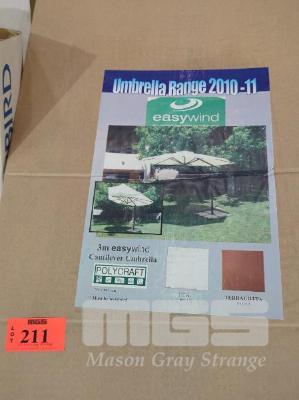 BIRD
Umbrella Range 2010-11
easywind
3m easywind
Cantilever Umbrella
POLYCRAFT
TERRACOTTA
MGS
LOT
211
MGS
Mason Gray Strange